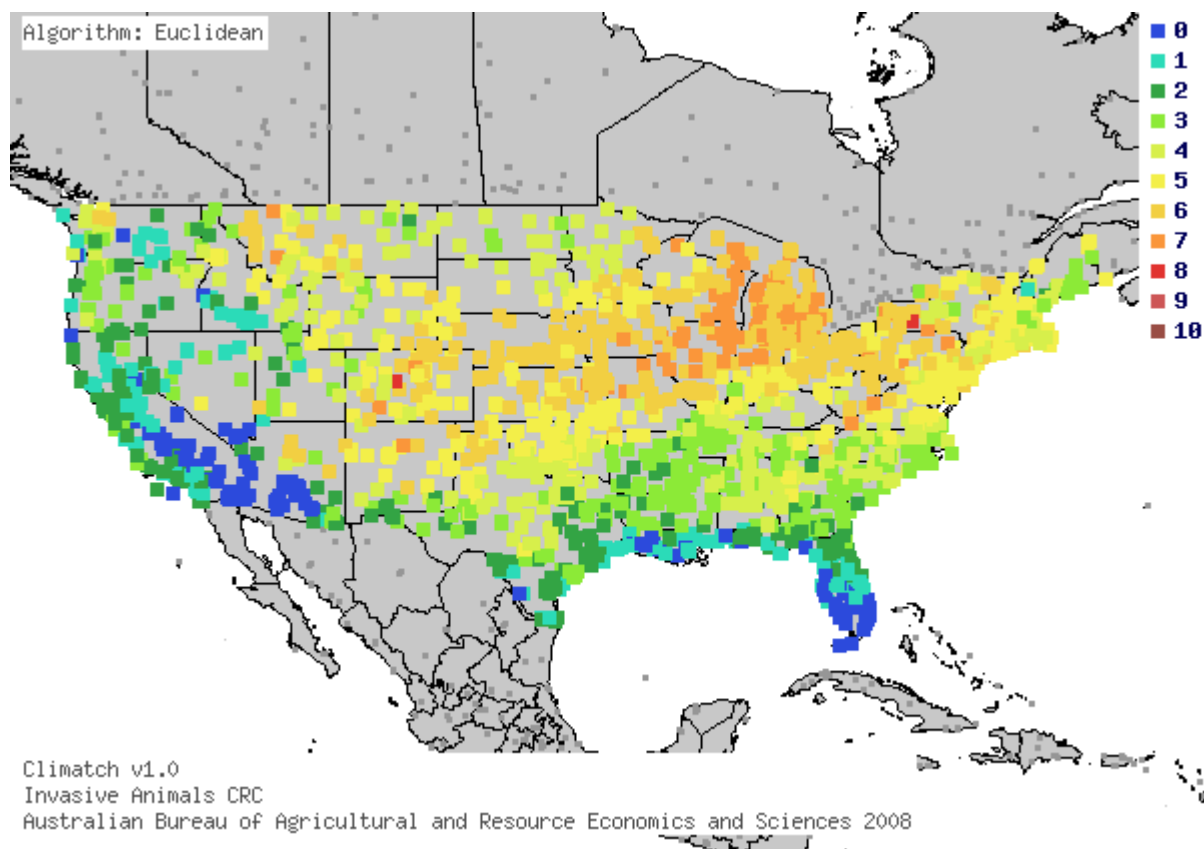 Algorithm: Euclidean
0
1
2
3
4
5
6
7
8
9
10
Climatch v1.0
Invasive Animals CRC
Australian Bureau of Agricultural and Resource Economics and Sciences 2008